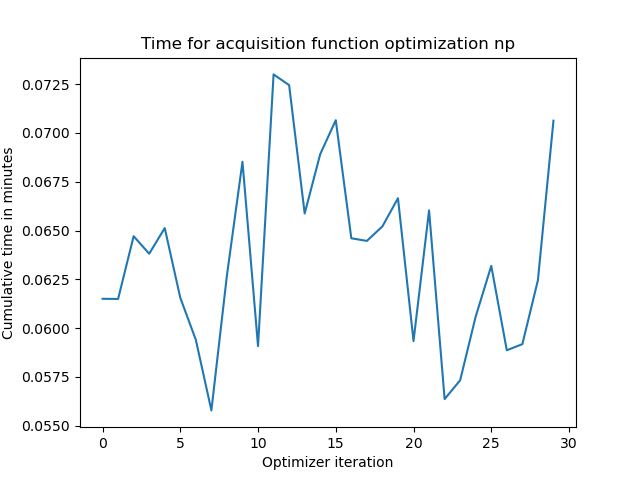 Time for acquisition function optimization np
Cumulative time in minutes
0.0725
0.0700
0.0675
0.0650
0.0625
0.0600
0.0575
0.0550
0 5 10 15 20 25 30
Optimizer iteration